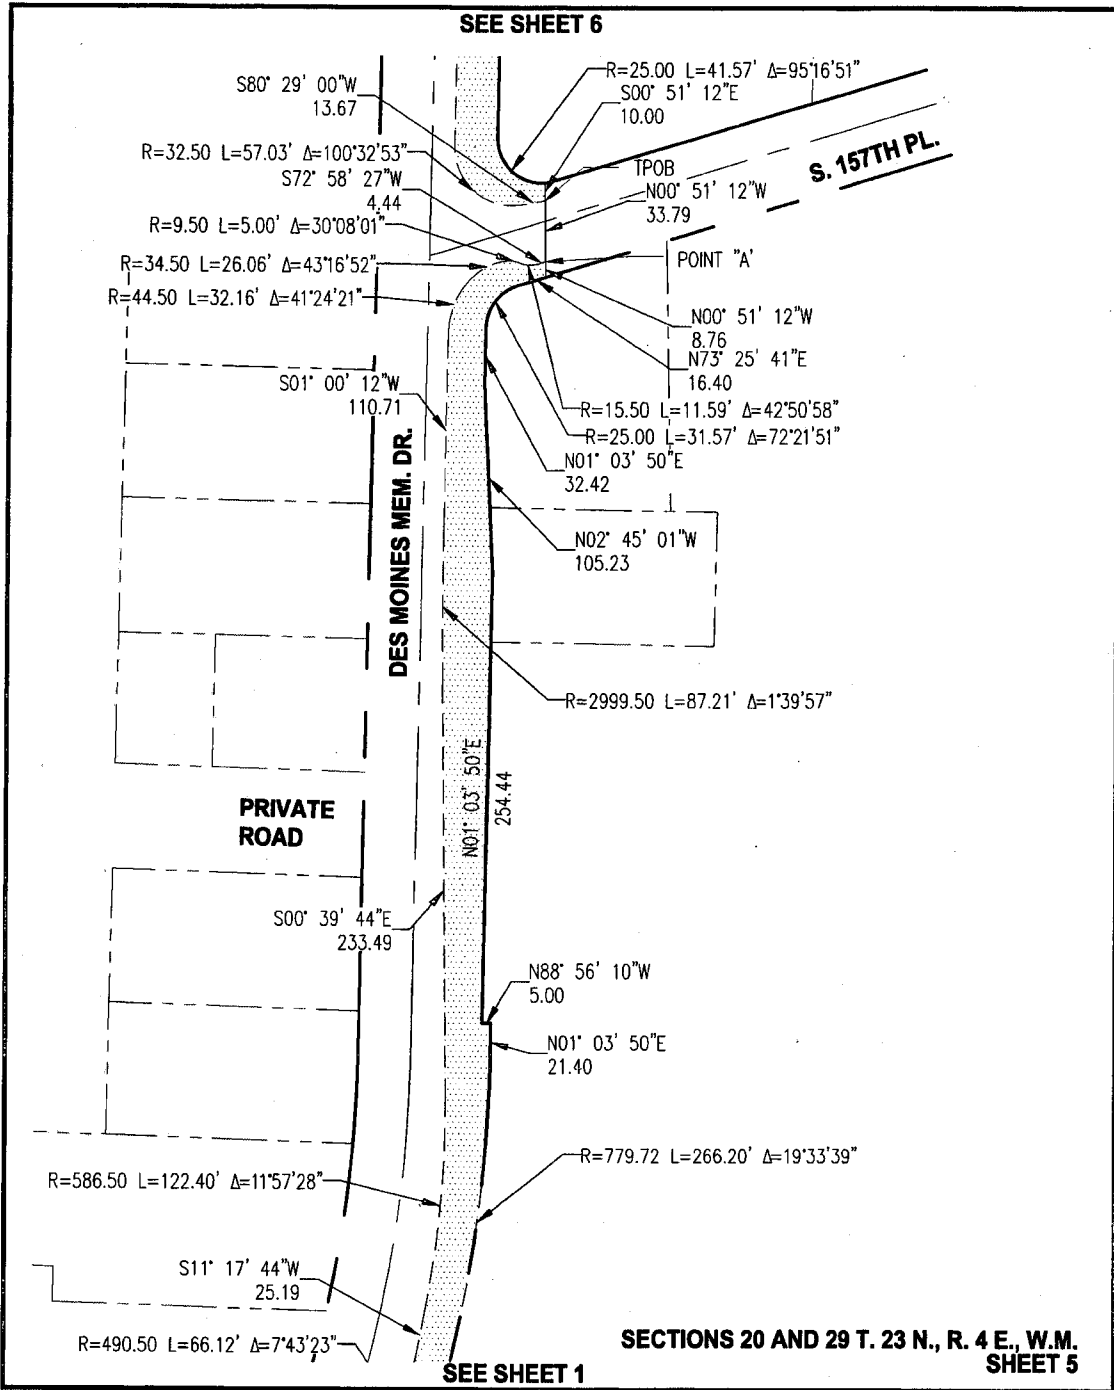 SEE SHEET 6
S80° 29' 00"W
13.67
R=25.00 L=41.57' Δ=95°16'51"
S00° 51' 12"E
10.00
R=32.50 L=57.03' Δ=100°32'53"
S72° 58' 27"W
4.44
TPOB
N00° 51' 12"W
33.79
S. 157TH PL.
R=9.50 L=5.00' Δ=30°08'01"
R=34.50 L=26.06' Δ=43°16'52"
POINT "A'
R=44.50 L=32.16' Δ=41°24'21"
N00° 51' 12"W
8.76
N73° 25' 41"E
16.40
S01° 00' 12"W
110.71
R=15.50 L=11.59' Δ=42°50'58"
R=25.00 L=31.57' Δ=72°21'51"
N01° 03' 50"E
32.42
DES MOINES MEM. DR.
N02° 45' 01"W
105.23
R=2999.50 L=87.21' Δ=1°39'57"
N01° 03' 50"E
254.44
PRIVATE
ROAD
S00° 39' 44"E
233.49
N88° 56' 10"W
5.00
N01° 03' 50"E
21.40
R=779.72 L=266.20' Δ=19°33'39"
R=586.50 L=122.40' Δ=11°57'28"
S11° 17' 44"W
25.19
R=490.50 L=66.12' Δ=7°43'23"
SECTIONS 20 AND 29 T. 23 N., R. 4 E., W.M.
SHEET 5
SEE SHEET 1